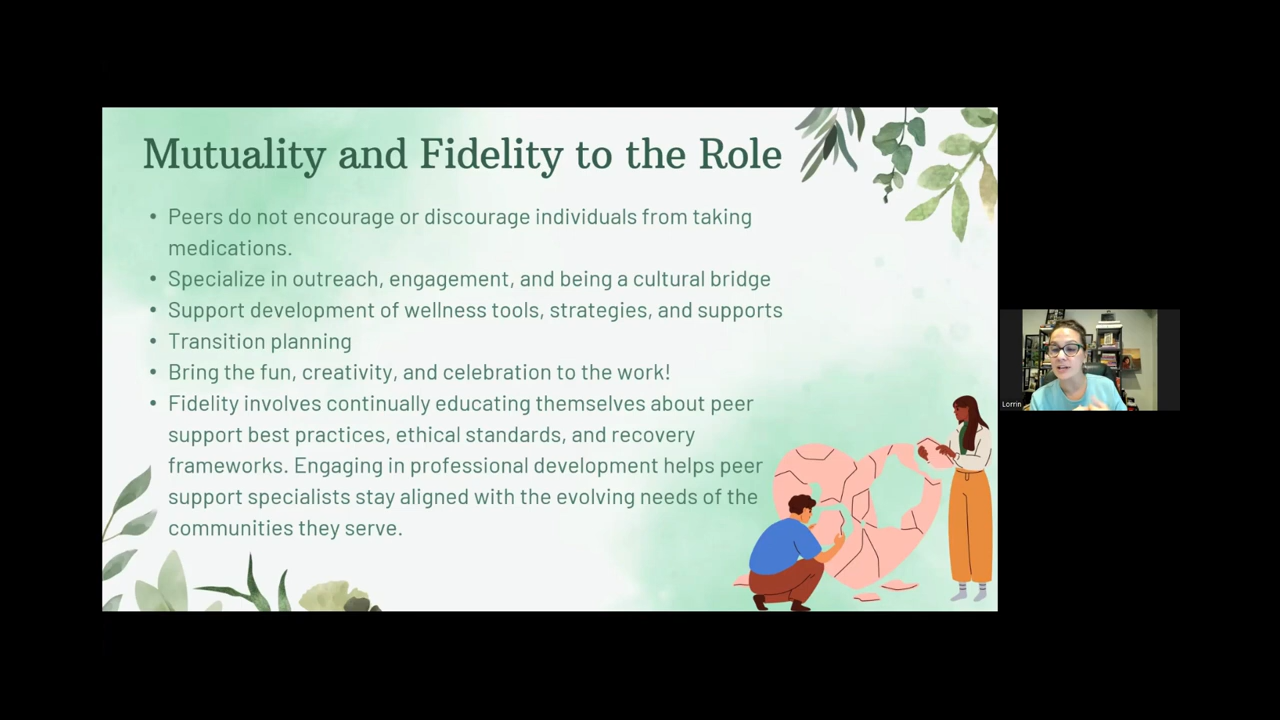 Mutuality and Fidelity to the Role
• Peers do not encourage or discourage individuals from taking
medications.
• Specialize in outreach, engagement, and being a cultural bridge
• Support development of wellness tools, strategies, and supports
• Transition planning
• Bring the fun, creativity, and celebration to the work!
• Fidelity involves continually educating themselves about peer
support best practices, ethical standards, and recovery
frameworks. Engaging in professional development helps peer
support specialists stay aligned with the evolving needs of the
communities they serve.
Lorrin